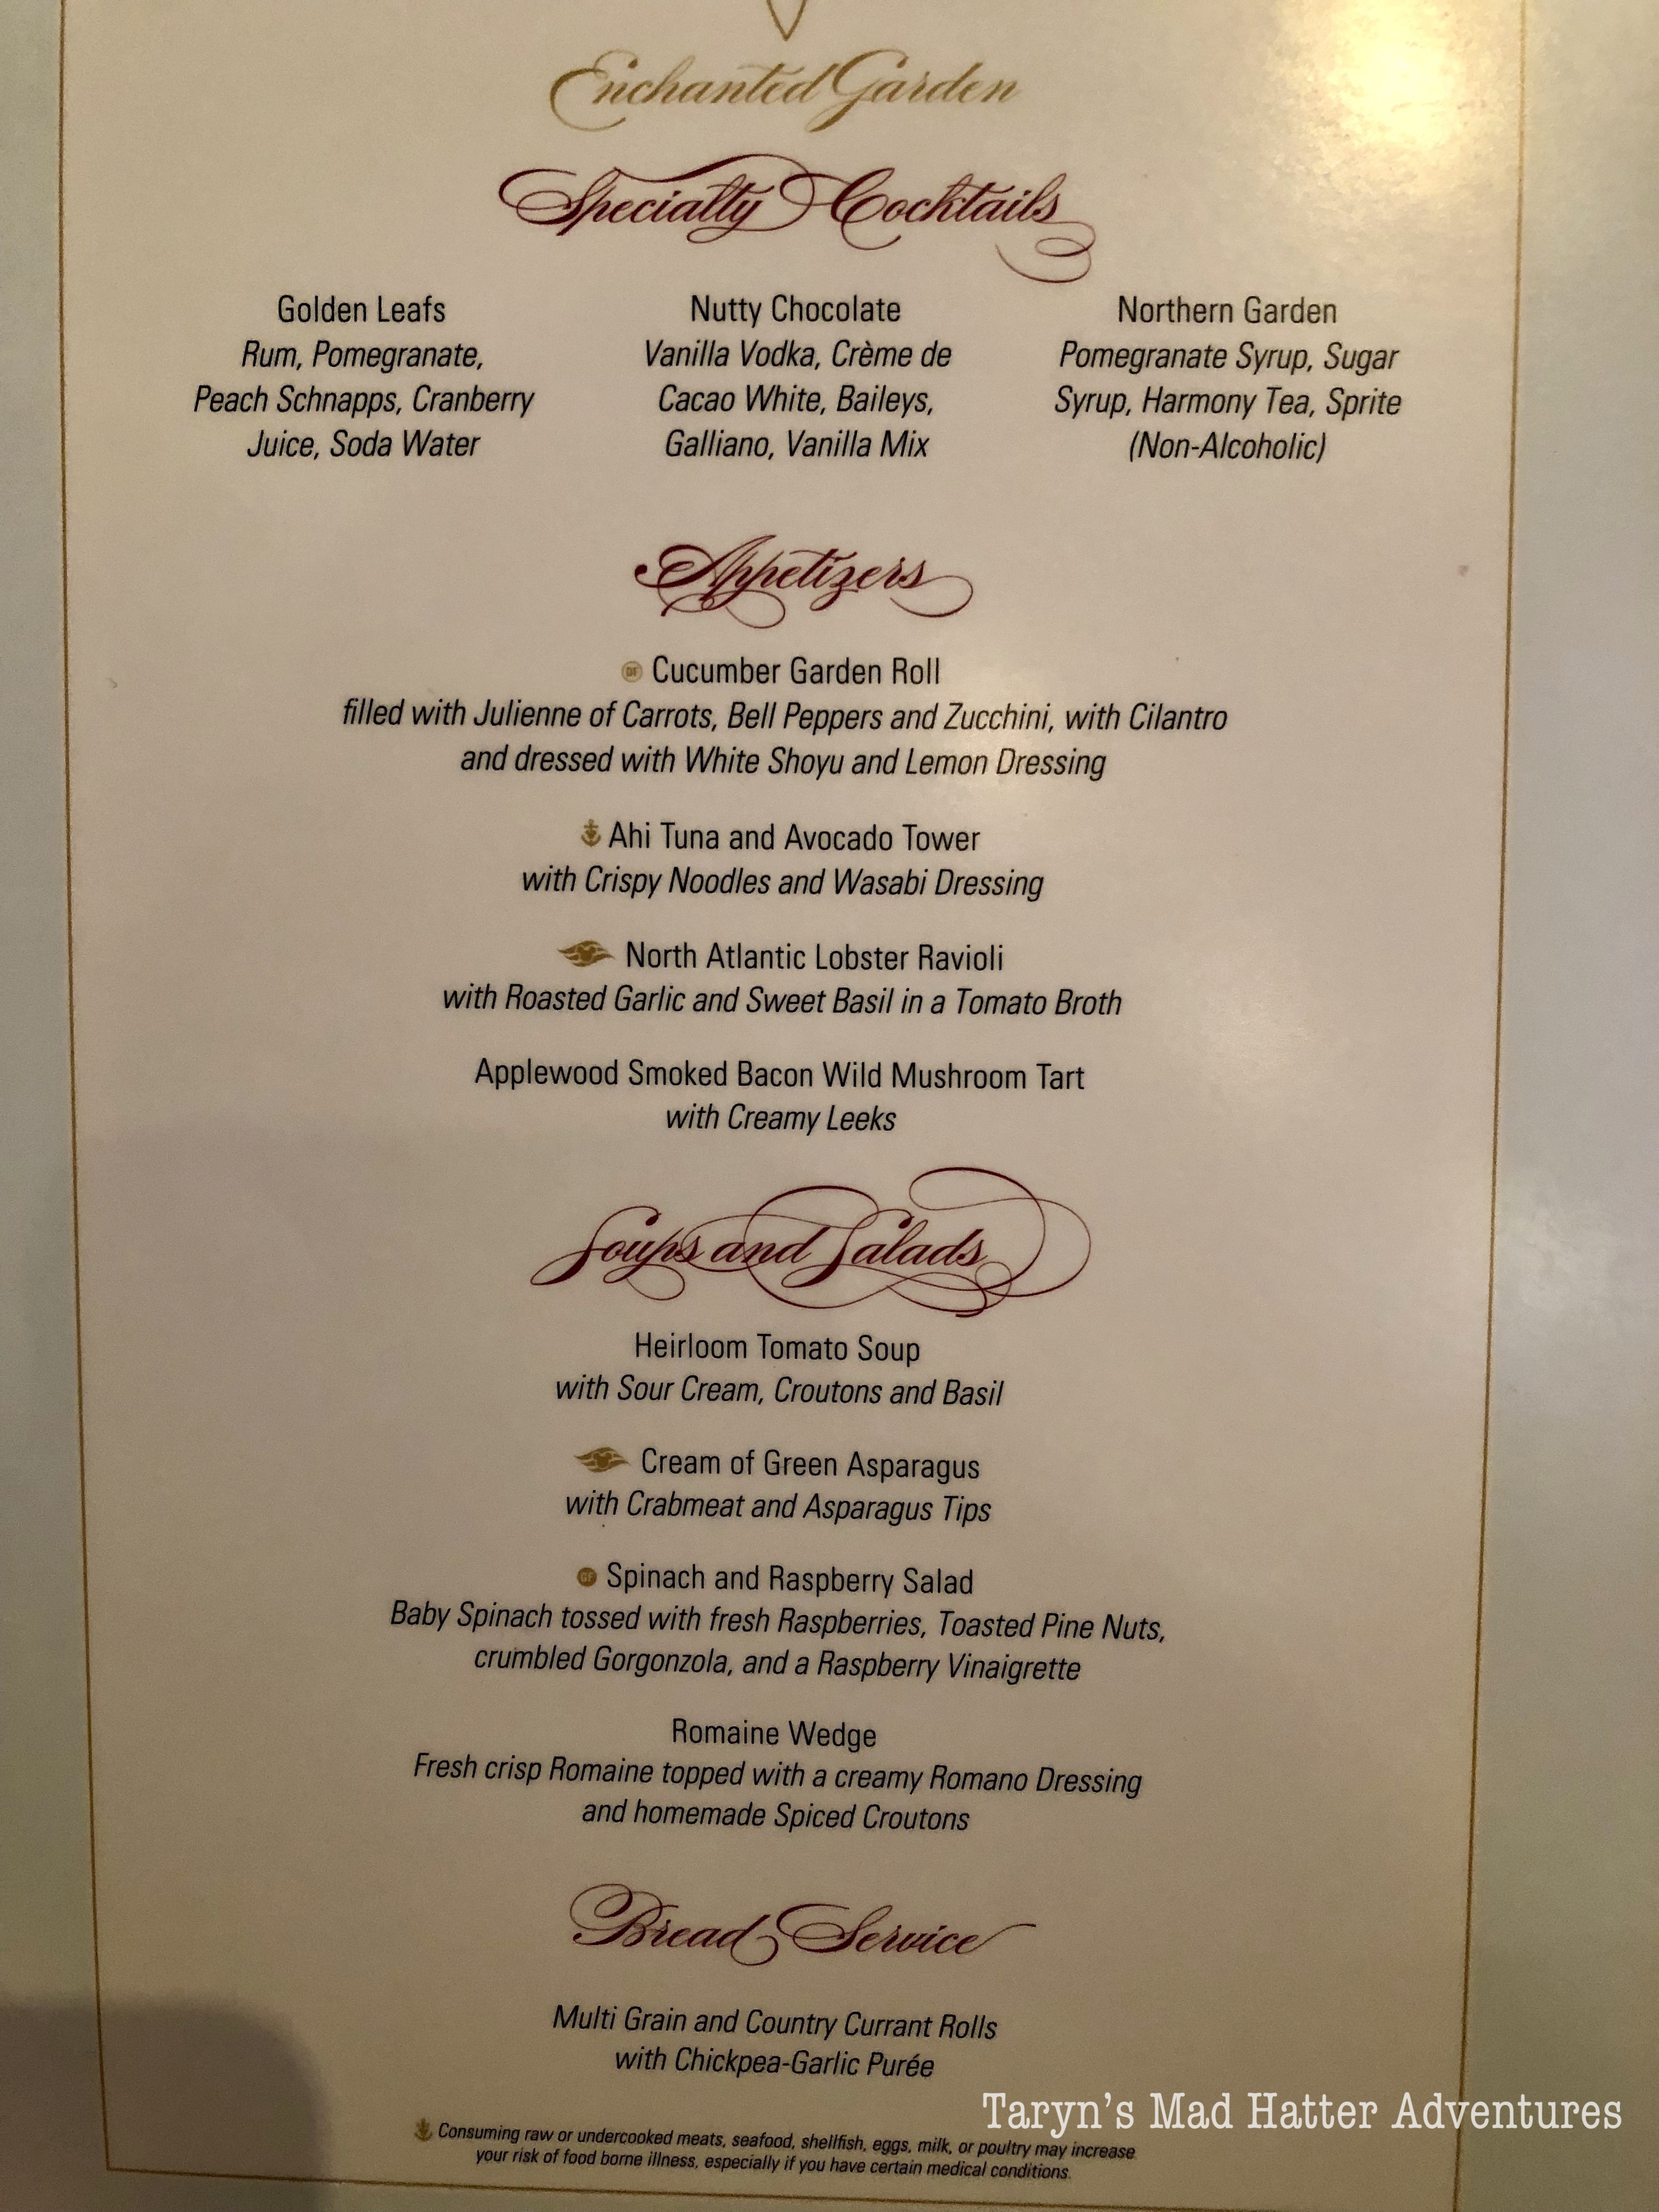 Enchanted Garden
Specialty Cocktails
Golden Leafs
Rum, Pomegranate,
Peach Schnapps, Cranberry
Juice, Soda Water
Nutty Chocolate
Vanilla Vodka, Crème de
Cacao White, Baileys,
Galliano, Vanilla Mix
Northern Garden
Pomegranate Syrup, Sugar
Syrup, Harmony Tea, Sprite
(Non-Alcoholic)
Appetizers
DF Cucumber Garden Roll
filled with Julienne of Carrots, Bell Peppers and Zucchini, with Cilantro
and dressed with White Shoyu and Lemon Dressing
Ahi Tuna and Avocado Tower
with Crispy Noodles and Wasabi Dressing
North Atlantic Lobster Ravioli
with Roasted Garlic and Sweet Basil in a Tomato Broth
Applewood Smoked Bacon Wild Mushroom Tart
with Creamy Leeks
Soups and Salads
Heirloom Tomato Soup
with Sour Cream, Croutons and Basil
Cream of Green Asparagus
with Crabmeat and Asparagus Tips
GF Spinach and Raspberry Salad
Baby Spinach tossed with fresh Raspberries, Toasted Pine Nuts,
crumbled Gorgonzola, and a Raspberry Vinaigrette
Romaine Wedge
Fresh crisp Romaine topped with a creamy Romano Dressing
and homemade Spiced Croutons
Bread Service
Multi Grain and Country Currant Rolls
with Chickpea-Garlic Purée
Consuming raw or undercooked meats, seafood, shellfish, eggs, milk, or poultry may increase
your risk of food borne illness, especially if you have certain medical conditions.
Taryn's Mad Hatter Adventures